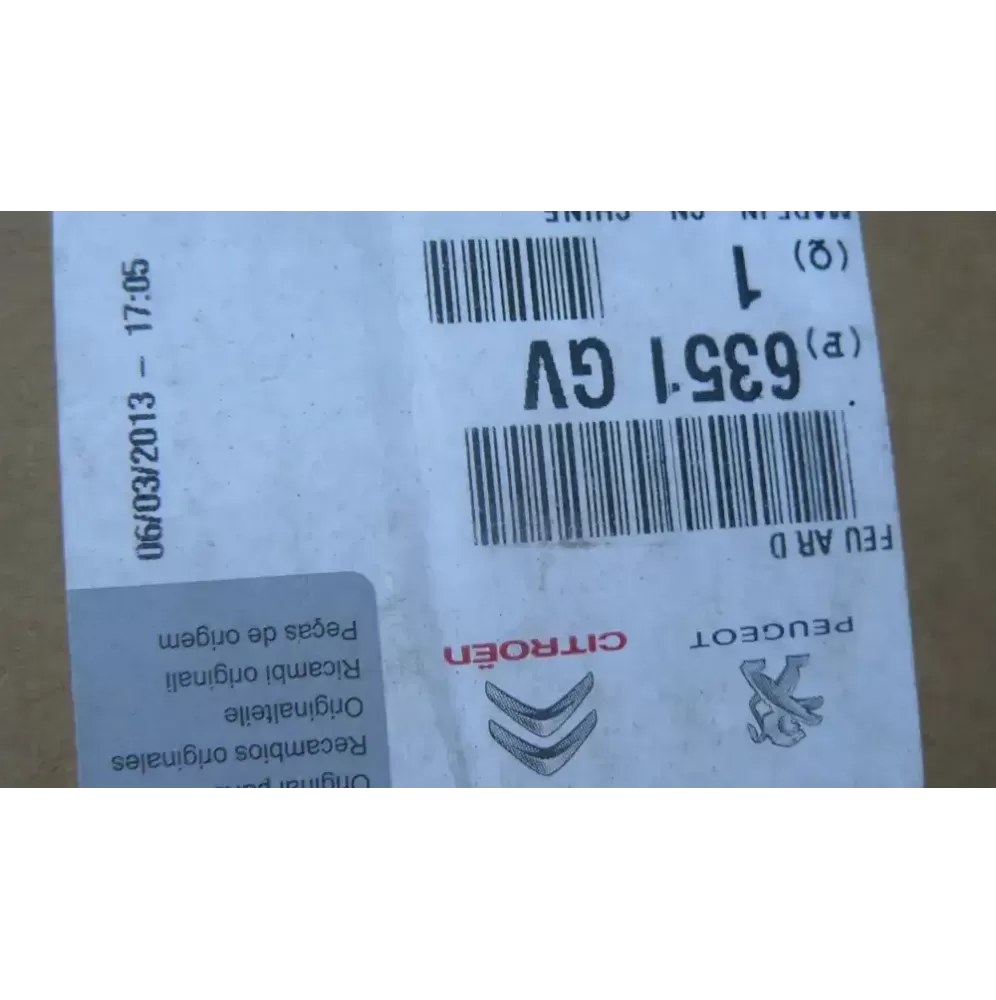 Original
Recambios originales
Originalteile
Ricambi originali
Peças de origem
PEUGEOT
CITROËN
FEU AR D
(P) 6351 GV
(Q) 1
MADE IN CN CHINE
06/03/2013 - 17:05